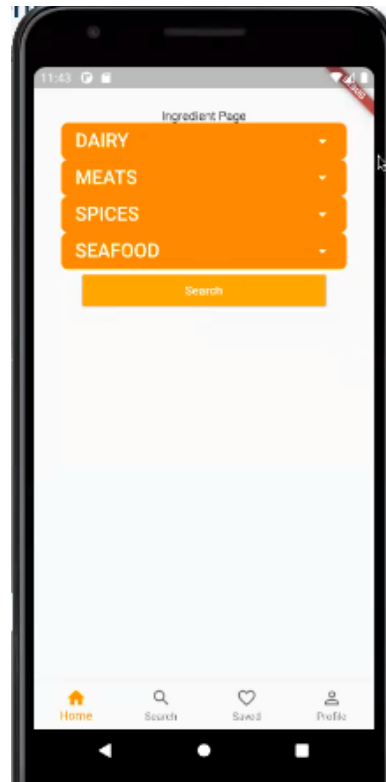 11:43
Ingredient Page
DAIRY
MEATS
SPICES
SEAFOOD
Search
Home Search Saved Profile